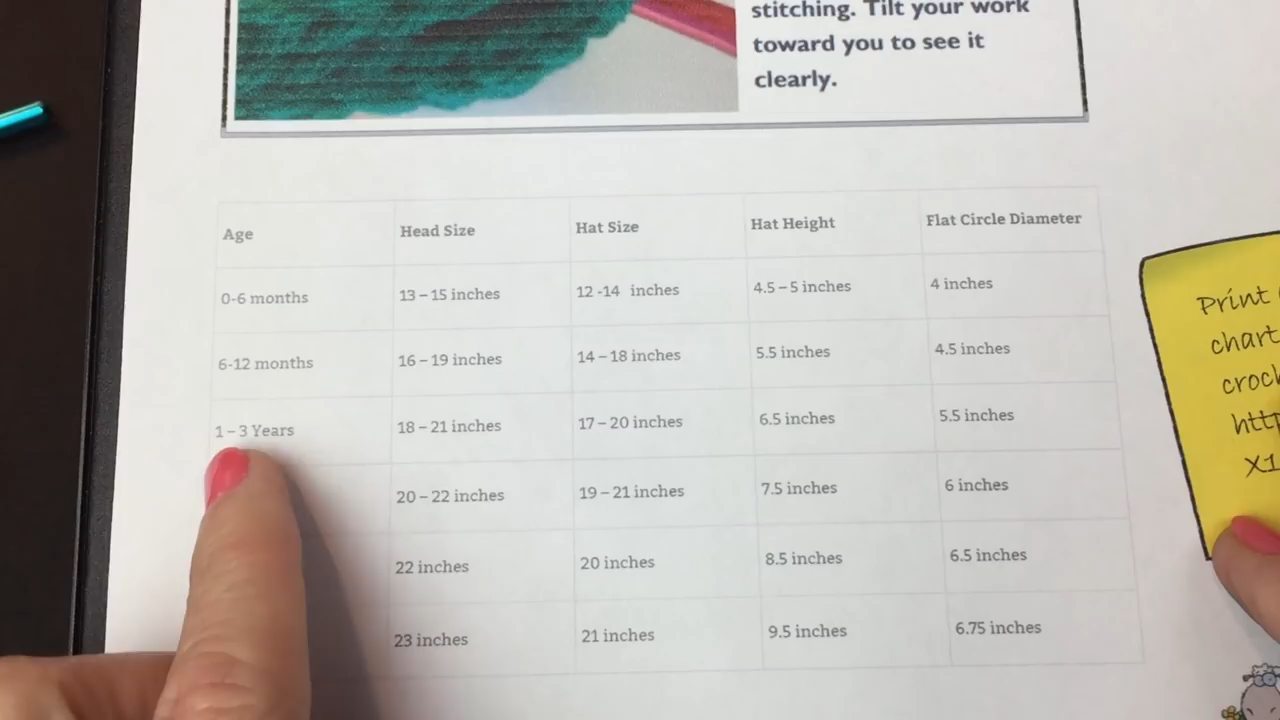 stitching. Tilt your work
toward you to see it
clearly.
Age Head Size Hat Size Hat Height Flat Circle Diameter
0-6 months 13 – 15 inches 12 -14 inches 4.5 – 5 inches 4 inches
6-12 months 16 – 19 inches 14 – 18 inches 5.5 inches 4.5 inches
1 – 3 Years 18 – 21 inches 17 – 20 inches 6.5 inches 5.5 inches
20 – 22 inches 19 – 21 inches 7.5 inches 6 inches
22 inches 20 inches 8.5 inches 6.5 inches
23 inches 21 inches 9.5 inches 6.75 inches
Print
chart